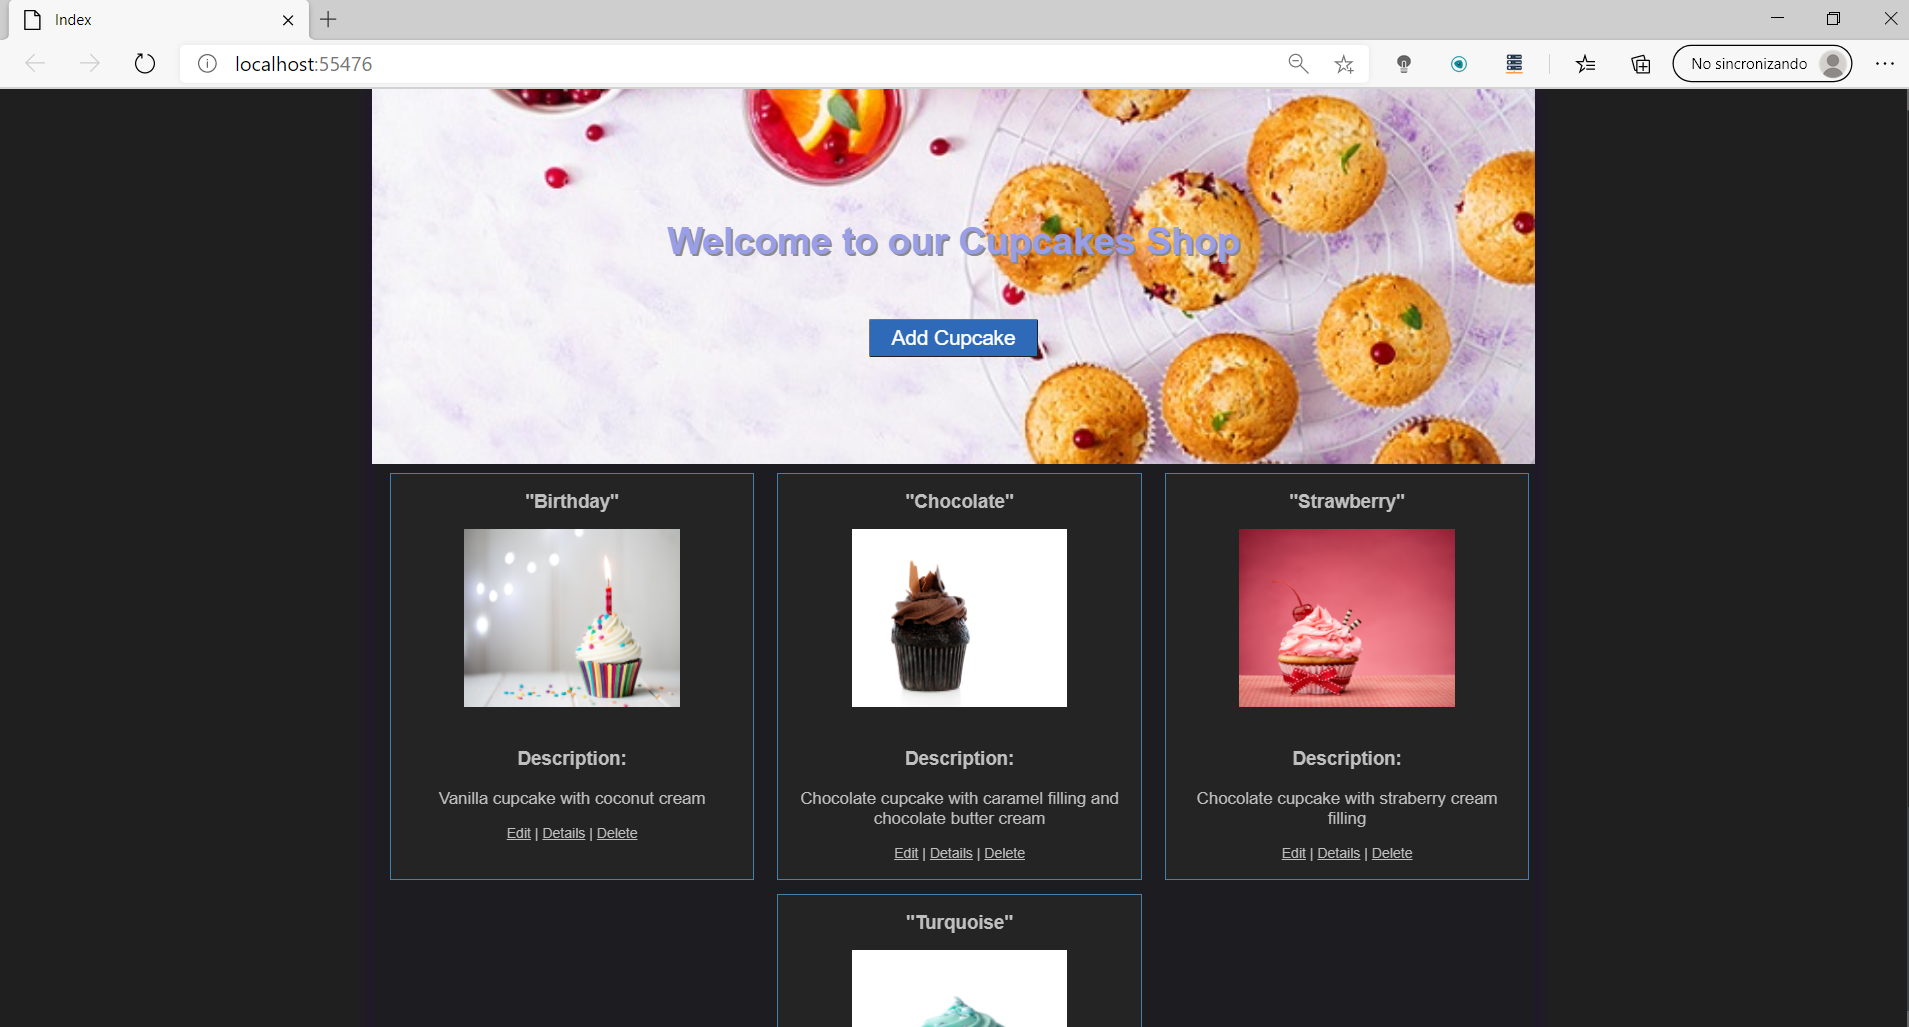 Index
localhost:55476
No sincronizando
Welcome to our Cupcakes Shop
Add Cupcake
"Birthday"
Description:
Vanilla cupcake with coconut cream
Edit | Details | Delete
"Chocolate"
Description:
Chocolate cupcake with caramel filling and
chocolate butter cream
Edit | Details | Delete
"Strawberry"
Description:
Chocolate cupcake with straberry cream
filling
Edit | Details | Delete
"Turquoise"